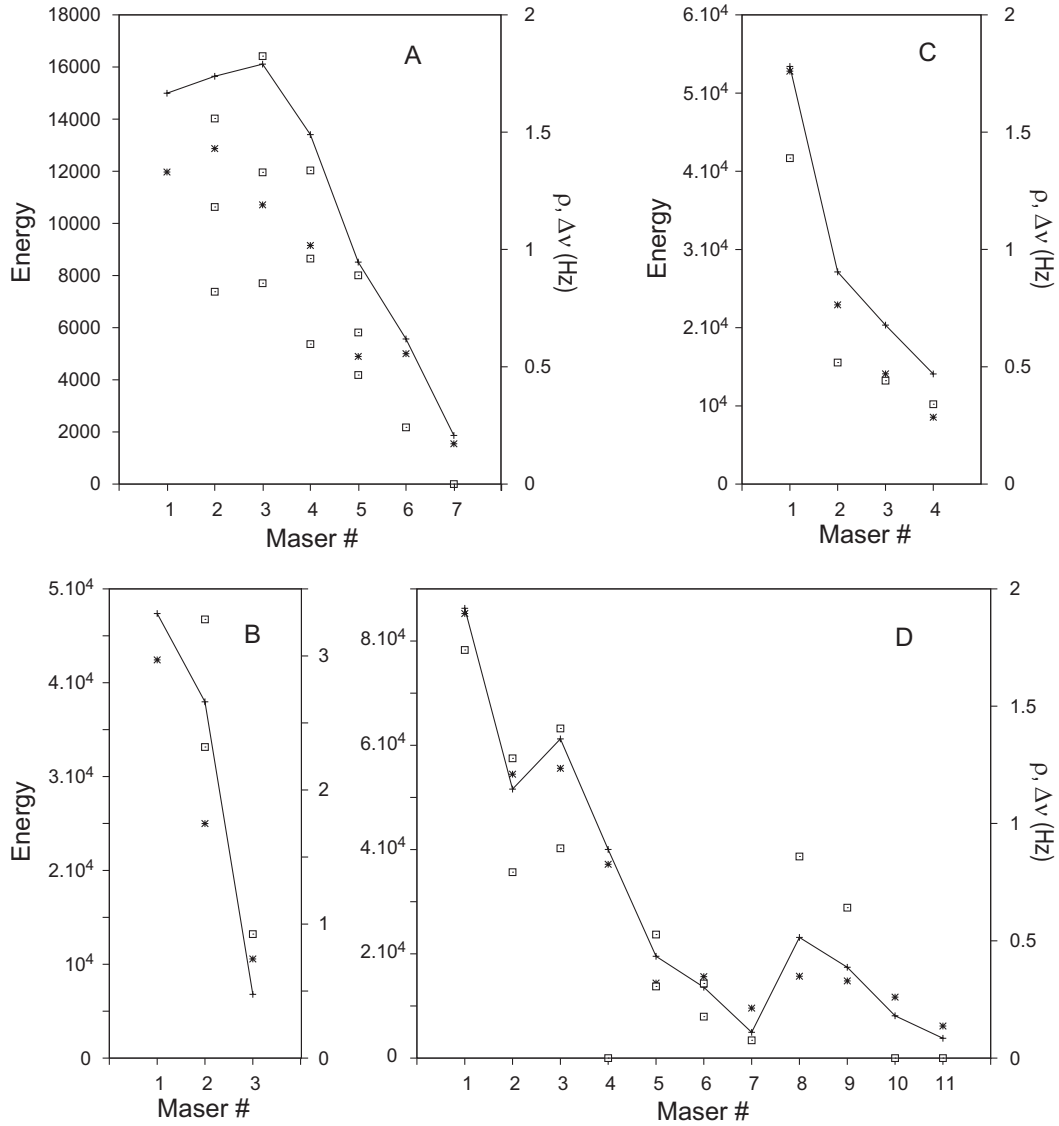 A
18000
16000
14000
12000
10000
8000
6000
4000
2000
0
Energy
2
1.5
1
0.5
0
ρ, Δν (Hz)
1 2 3 4 5 6 7
Maser #
C
6.10⁴
5.10⁴
4.10⁴
3.10⁴
2.10⁴
10⁴
0
Energy
2
1.5
1
0.5
0
ρ, Δν (Hz)
1 2 3 4
Maser #
B
5.10⁴
4.10⁴
3.10⁴
2.10⁴
10⁴
0
Energy
3
2
1
0
1 2 3
Maser #
D
8.10⁴
6.10⁴
4.10⁴
2.10⁴
0
2
1.5
1
0.5
0
ρ, Δν (Hz)
1 2 3 4 5 6 7 8 9 10 11
Maser #